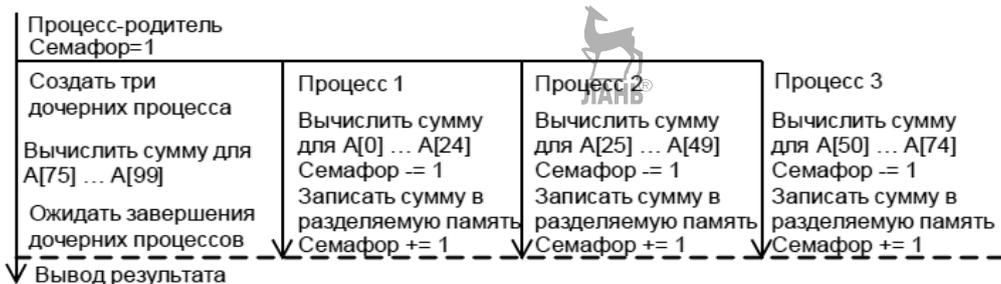 Процесс-родитель
Семафор=1
Создать три
дочерних процесса
Вычислить сумму для
A[75] ... A[99]
Ожидать завершения
дочерних процессов
Вывод результата
Процесс 1
Вычислить сумму
для A[0] ... A[24]
Семафор -= 1
Записать сумму в
разделяемую память
Семафор += 1
Процесс 2
Вычислить сумму
для A[25] ... A[49]
Семафор -= 1
Записать сумму в
разделяемую память
Семафор += 1
Процесс 3
Вычислить сумму
для A[50] ... A[74]
Семафор -= 1
Записать сумму в
разделяемую память
Семафор += 1
ЛАНЬ®